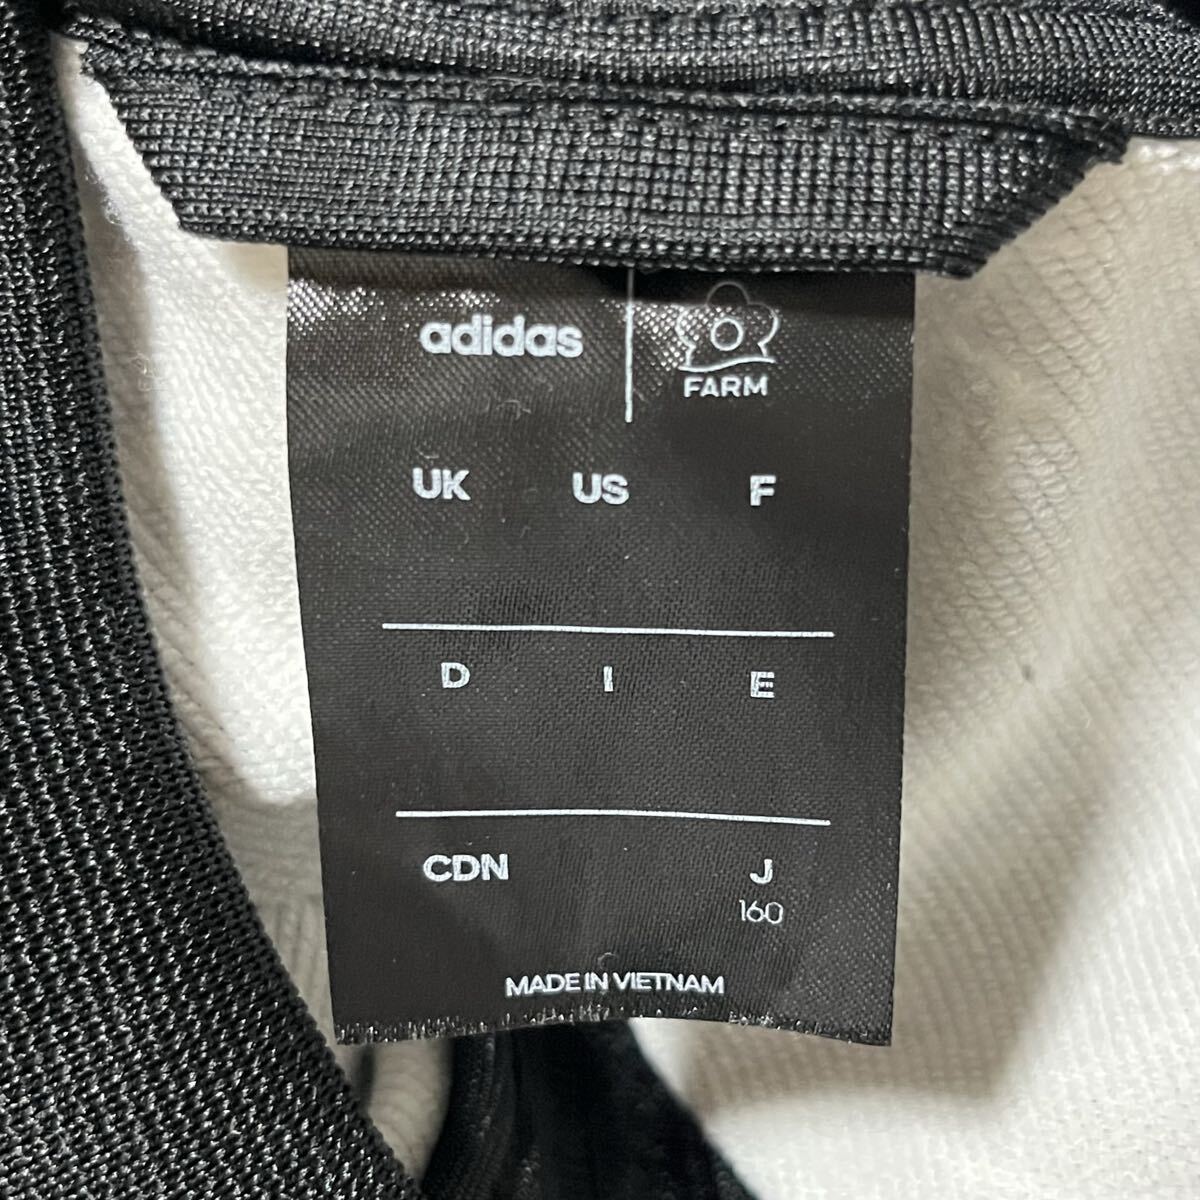 adidas FARM
UK US F
D I E
CDN J
160
MADE IN VIETNAM